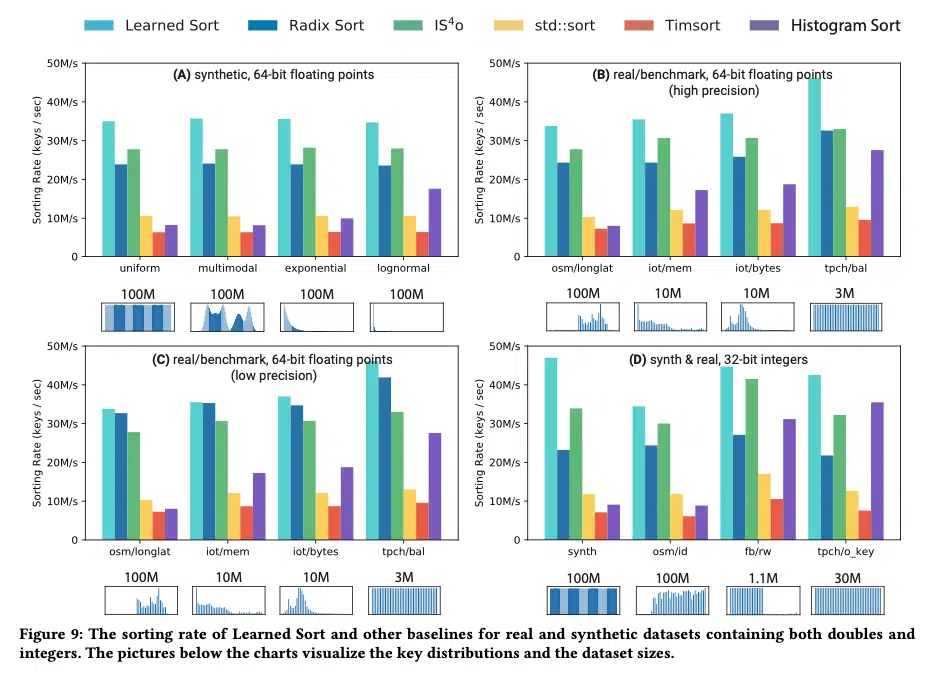 Learned Sort Radix Sort IS⁴o std::sort Timsort Histogram Sort
(A) synthetic, 64-bit floating points
Sorting Rate (keys / sec)
50M/s
40M/s
30M/s
20M/s
10M/s
0
uniform multimodal exponential lognormal
100M 100M 100M 100M
(B) real/benchmark, 64-bit floating points
(high precision)
Sorting Rate (keys / sec)
50M/s
40M/s
30M/s
20M/s
10M/s
0
osm/longlat iot/mem iot/bytes tpch/bal
100M 10M 10M 3M
(C) real/benchmark, 64-bit floating points
(low precision)
Sorting Rate (keys / sec)
50M/s
40M/s
30M/s
20M/s
10M/s
0
osm/longlat iot/mem iot/bytes tpch/bal
100M 10M 10M 3M
(D) synth & real, 32-bit integers
Sorting Rate (keys / sec)
50M/s
40M/s
30M/s
20M/s
10M/s
0
synth osm/id fb/rw tpch/o_key
100M 100M 1.1M 30M
Figure 9: The sorting rate of Learned Sort and other baselines for real and synthetic datasets containing both doubles and
integers. The pictures below the charts visualize the key distributions and the dataset sizes.